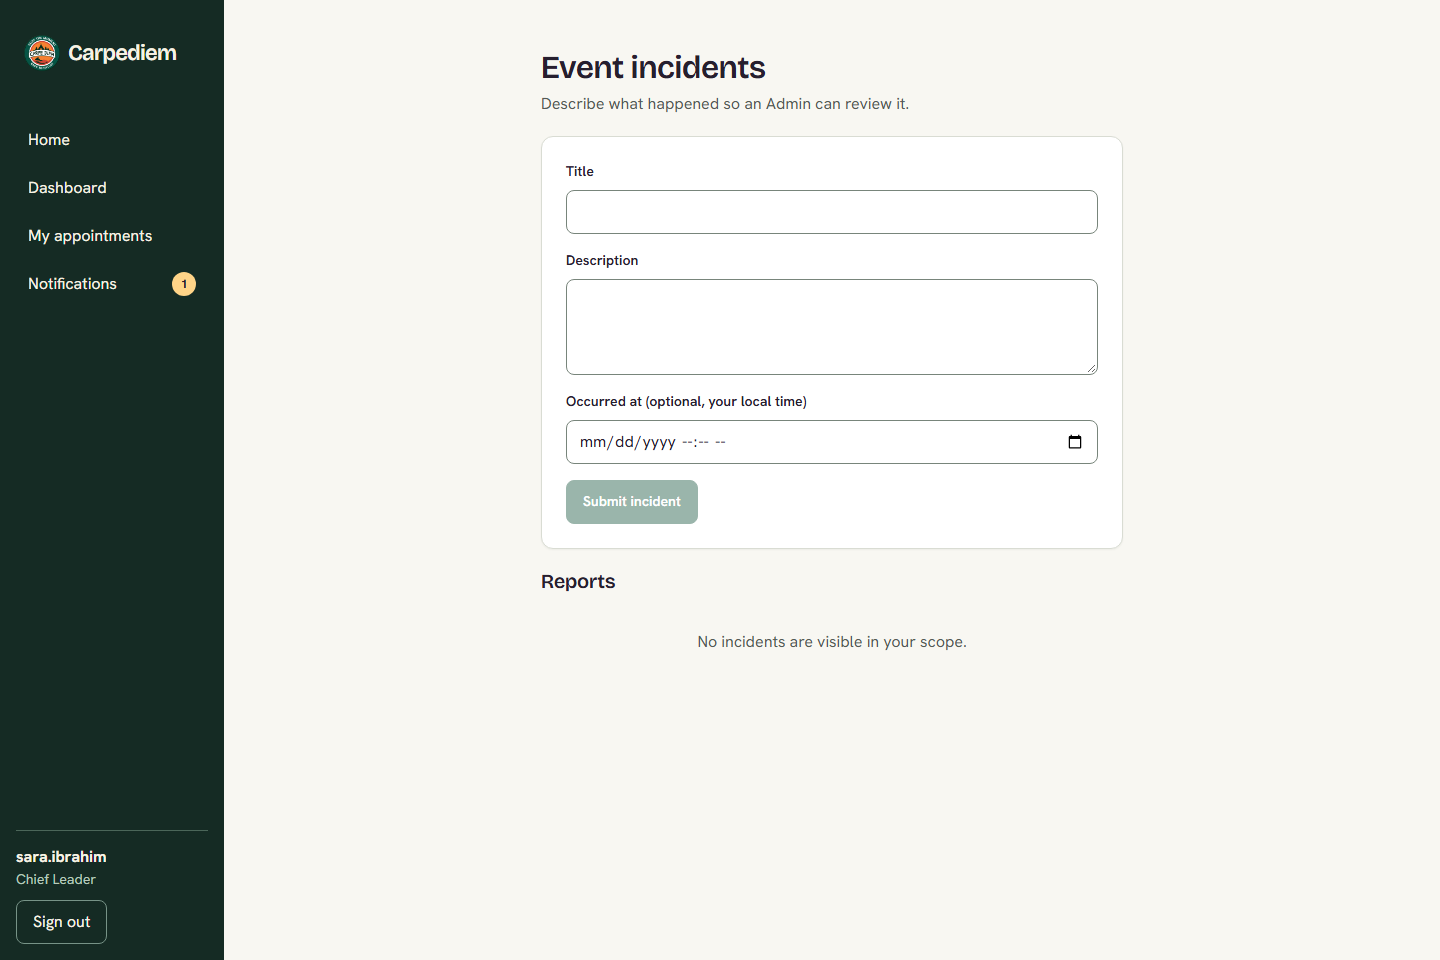 Carpediem
Home
Dashboard
My appointments
Notifications 1
sara.ibrahim
Chief Leader
Sign out
Event incidents
Describe what happened so an Admin can review it.
Title
Description
Occurred at (optional, your local time)
mm/dd/yyyy --:-- --
Submit incident
Reports
No incidents are visible in your scope.